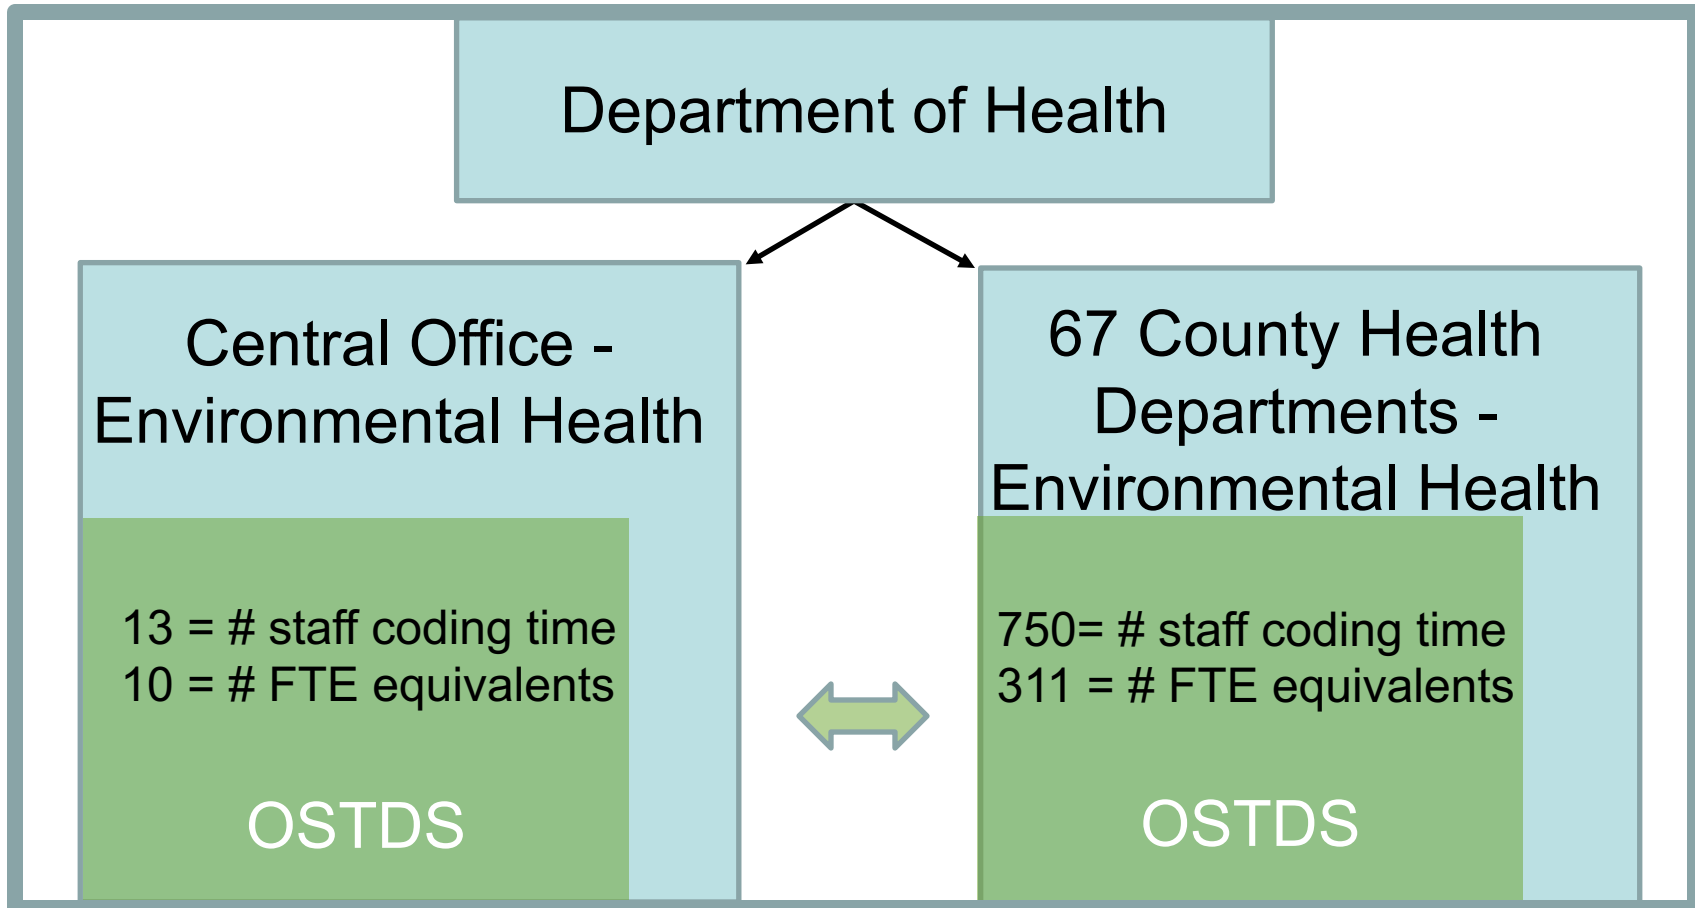 Department of Health
Central Office -
Environmental Health
13 = # staff coding time
10 = # FTE equivalents
OSTDS
67 County Health
Departments -
Environmental Health
750= # staff coding time
311 = # FTE equivalents
OSTDS